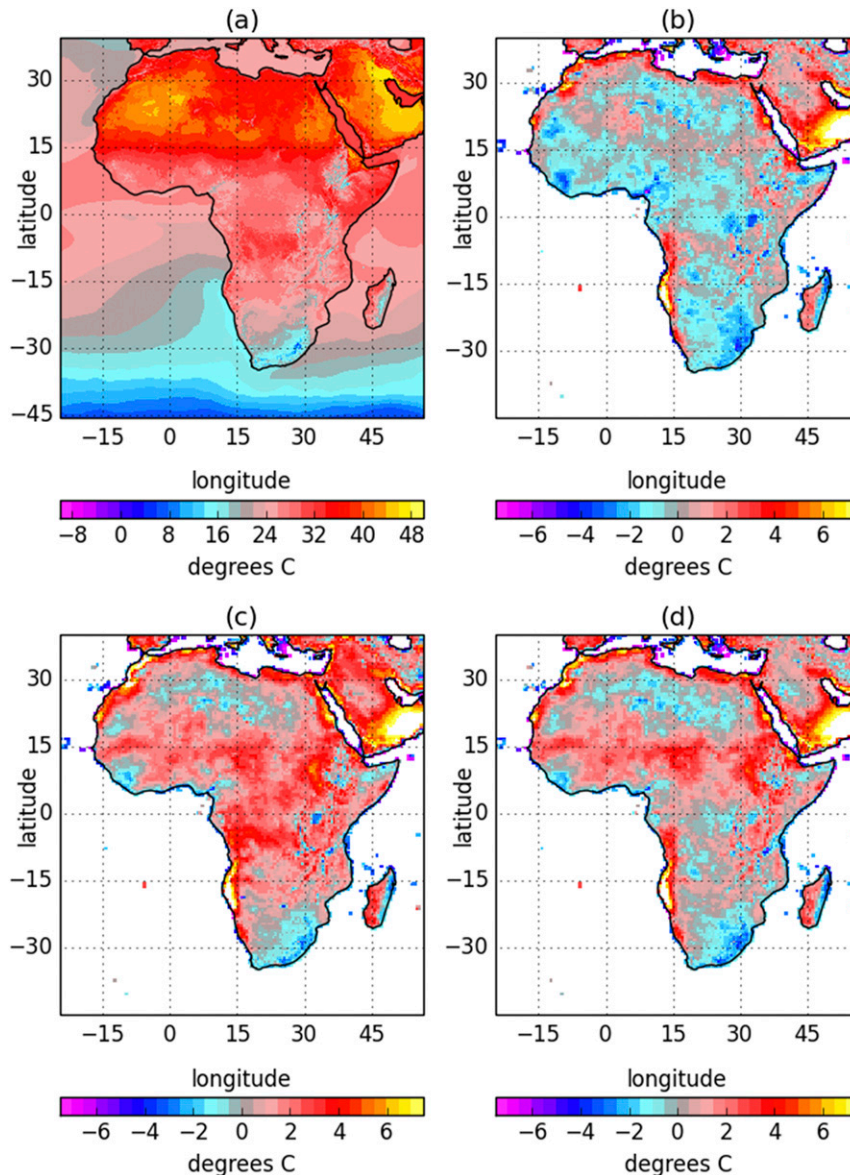 (a) (b)
30 30
15 15
latitude 0 latitude 0
−15 −15
−30 −30
−45
−15 0 15 30 45 −15 0 15 30 45
longitude longitude
−8 0 8 16 24 32 40 48 −6 −4 −2 0 2 4 6
degrees C degrees C
(c) (d)
30 30
15 15
latitude 0 latitude 0
−15 −15
−30 −30
−15 0 15 30 45 −15 0 15 30 45
longitude longitude
−6 −4 −2 0 2 4 6 −6 −4 −2 0 2 4 6
degrees C degrees C